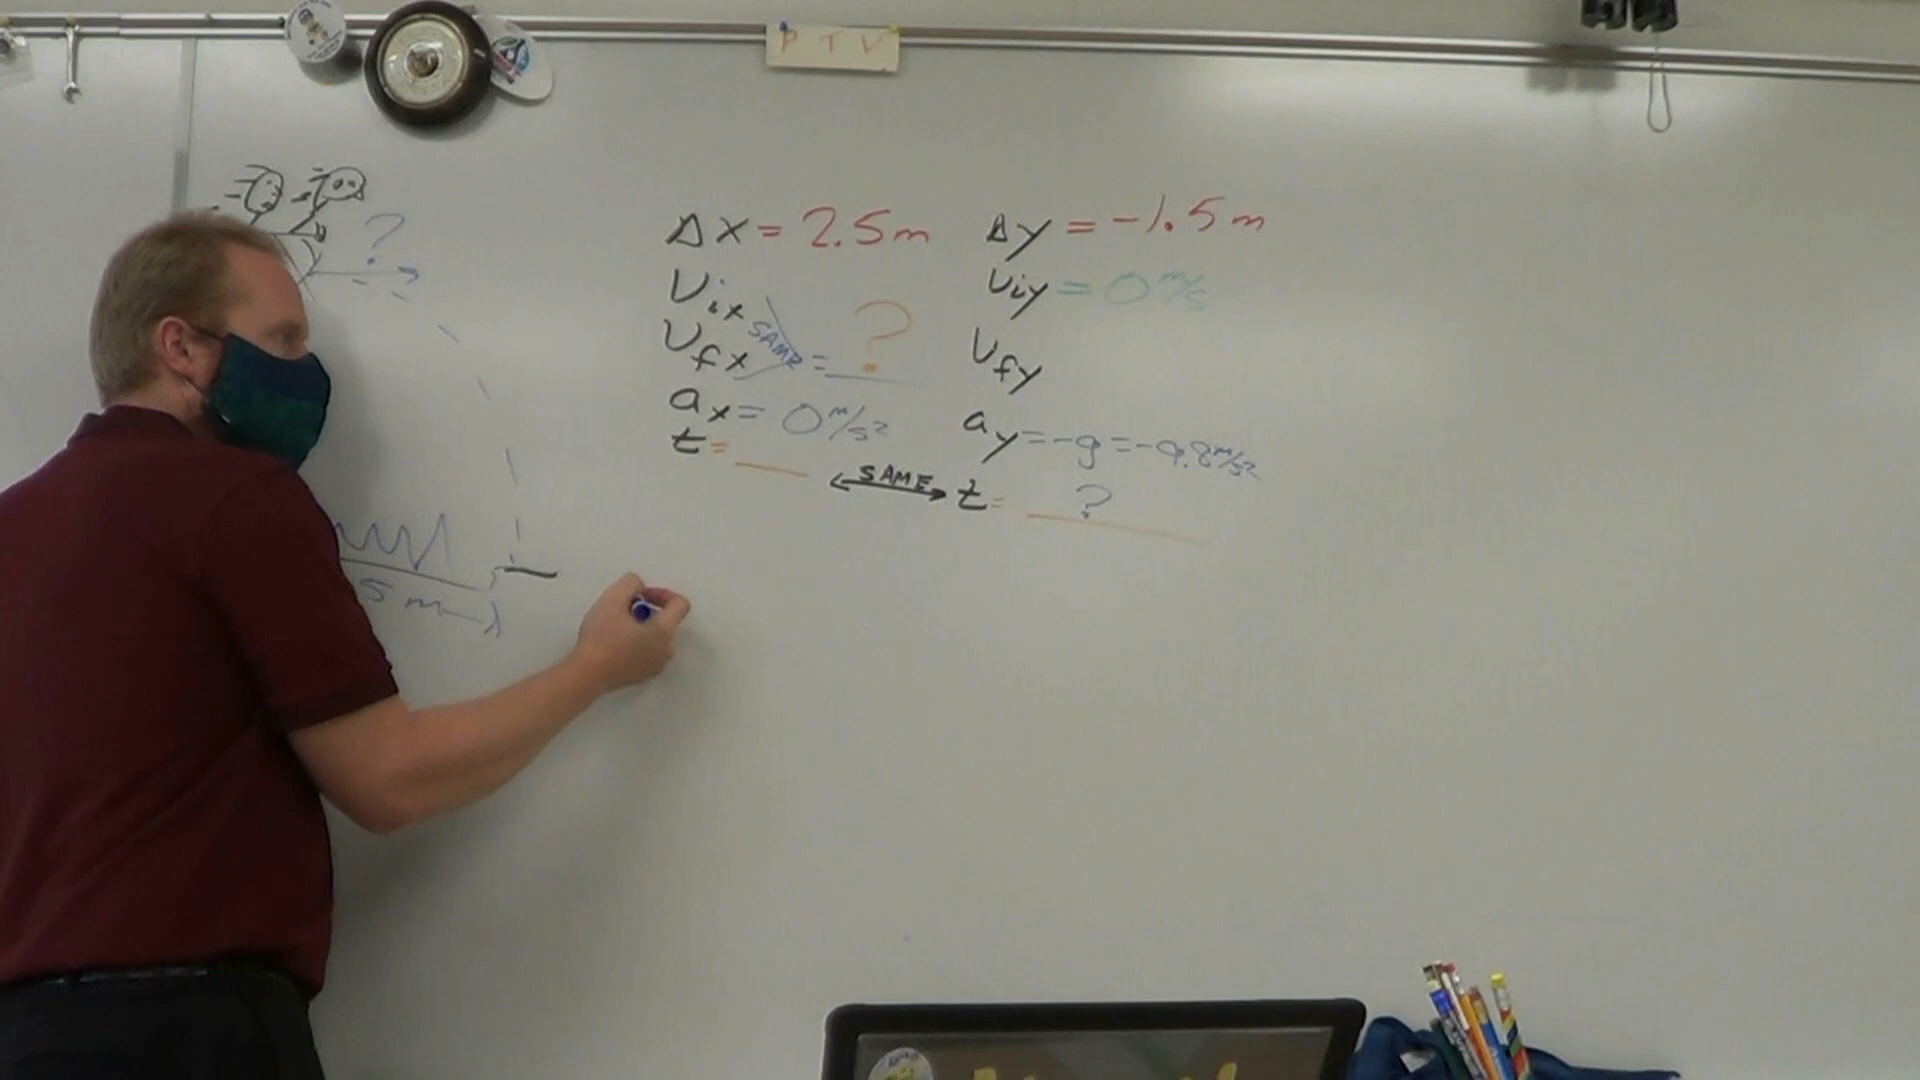 P T V
?
5 m
Δx = 2.5m
Vix
SAME
Vfx = ?
ax = 0 m/s²
t =
SAME
Δy = -1.5m
Viy = 0 m/s
Vfy
ay = -g = -9.8 m/s²
t = ?